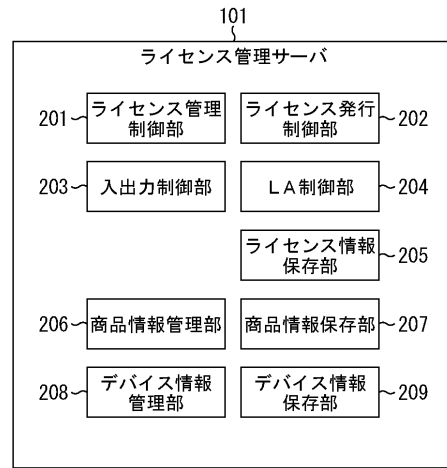 101
ライセンス管理サーバ
201
ライセンス管理
制御部
ライセンス発行
制御部
202
203
入出力制御部
LA制御部
204
ライセンス情報
保存部
205
206
商品情報管理部
商品情報保存部
207
208
デバイス情報
管理部
デバイス情報
保存部
209